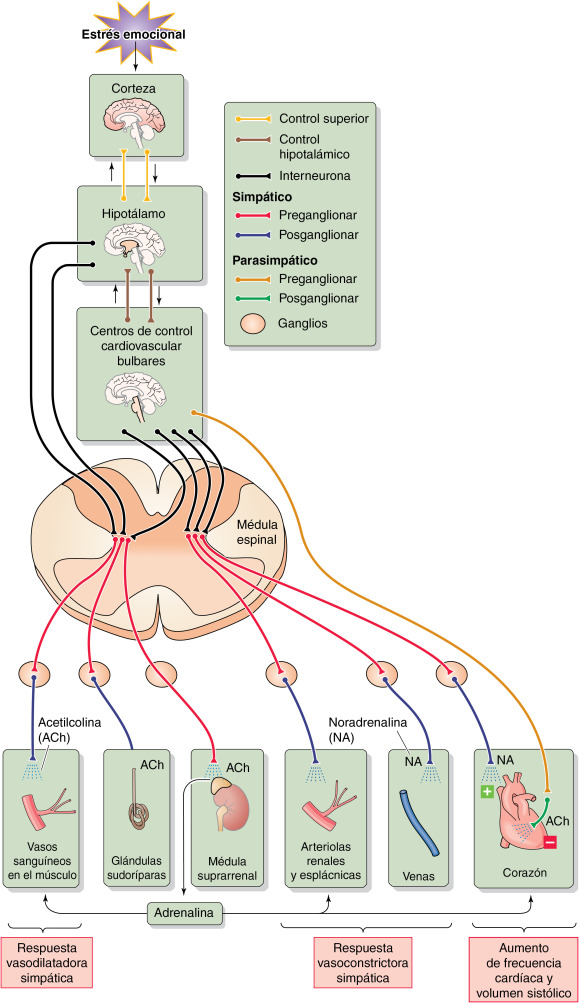 Estrés emocional
Corteza
Hipotálamo
Centros de control
cardiovascular
bulbares
Control superior
Control
hipotalámico
Interneurona
Simpático
Preganglionar
Posganglionar
Parasimpático
Preganglionar
Posganglionar
Ganglios
Médula
espinal
Acetilcolina
(ACh)
Noradrenalina
(NA)
ACh
ACh
NA
NA
+
ACh
−
Vasos
sanguíneos
en el músculo
Glándulas
sudoríparas
Médula
suprarrenal
Arteriolas
renales
y esplácnicas
Venas
Corazón
Adrenalina
Respuesta
vasodilatadora
simpática
Respuesta
vasoconstrictora
simpática
Aumento
de frecuencia
cardíaca y
volumen sistólico